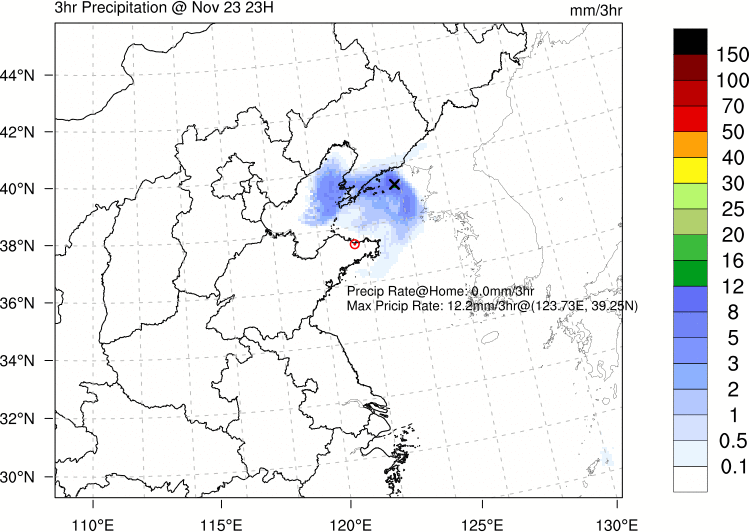 3hr Precipitation @ Nov 23 23H
mm/3hr
44°N
42°N
40°N
38°N
36°N
34°N
32°N
30°N
Precip Rate@Home: 0.0mm/3hr
Max Pricip Rate: 12.2mm/3hr@(123.73E, 39.25N)
110°E
115°E
120°E
125°E
130°E
150
100
70
50
40
30
25
20
16
12
8
5
3
2
1
0.5
0.1